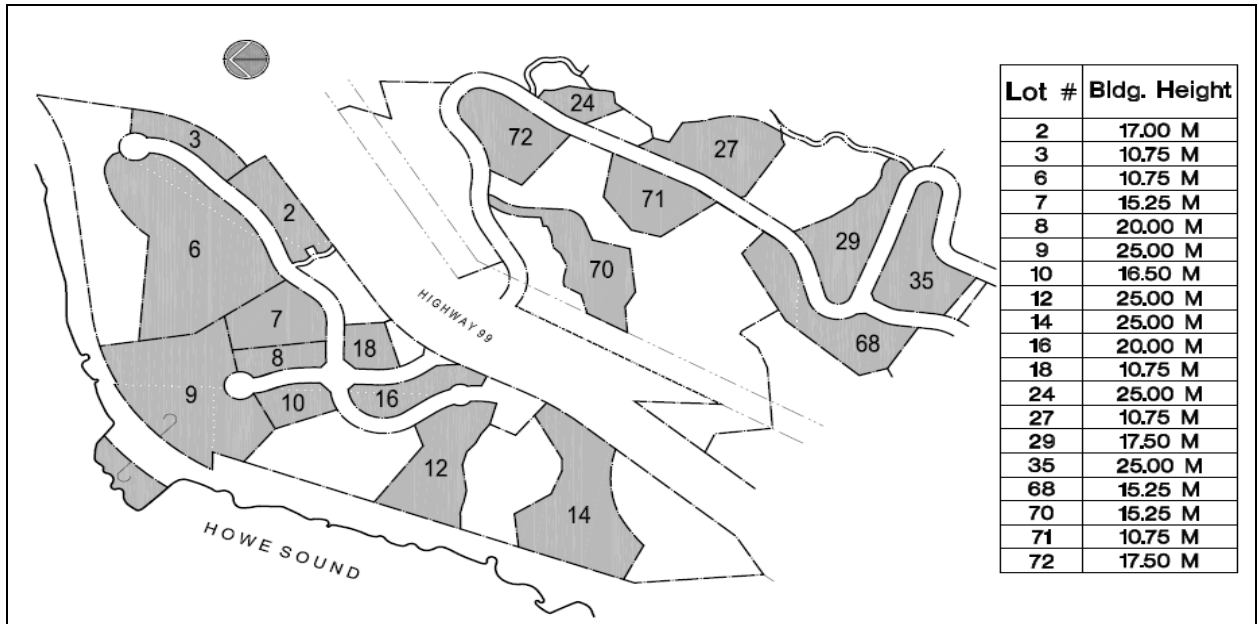 24
72
3
27
2
71
6
29
70
35
HIGHWAY 99
7
18
68
8
9
10
16
12
14
HOWE SOUND
Lot # Bldg. Height
2 17.00 M
3 10.75 M
6 10.75 M
7 15.25 M
8 20.00 M
9 25.00 M
10 16.50 M
12 25.00 M
14 25.00 M
16 20.00 M
18 10.75 M
24 25.00 M
27 10.75 M
29 17.50 M
35 25.00 M
68 15.25 M
70 15.25 M
71 10.75 M
72 17.50 M